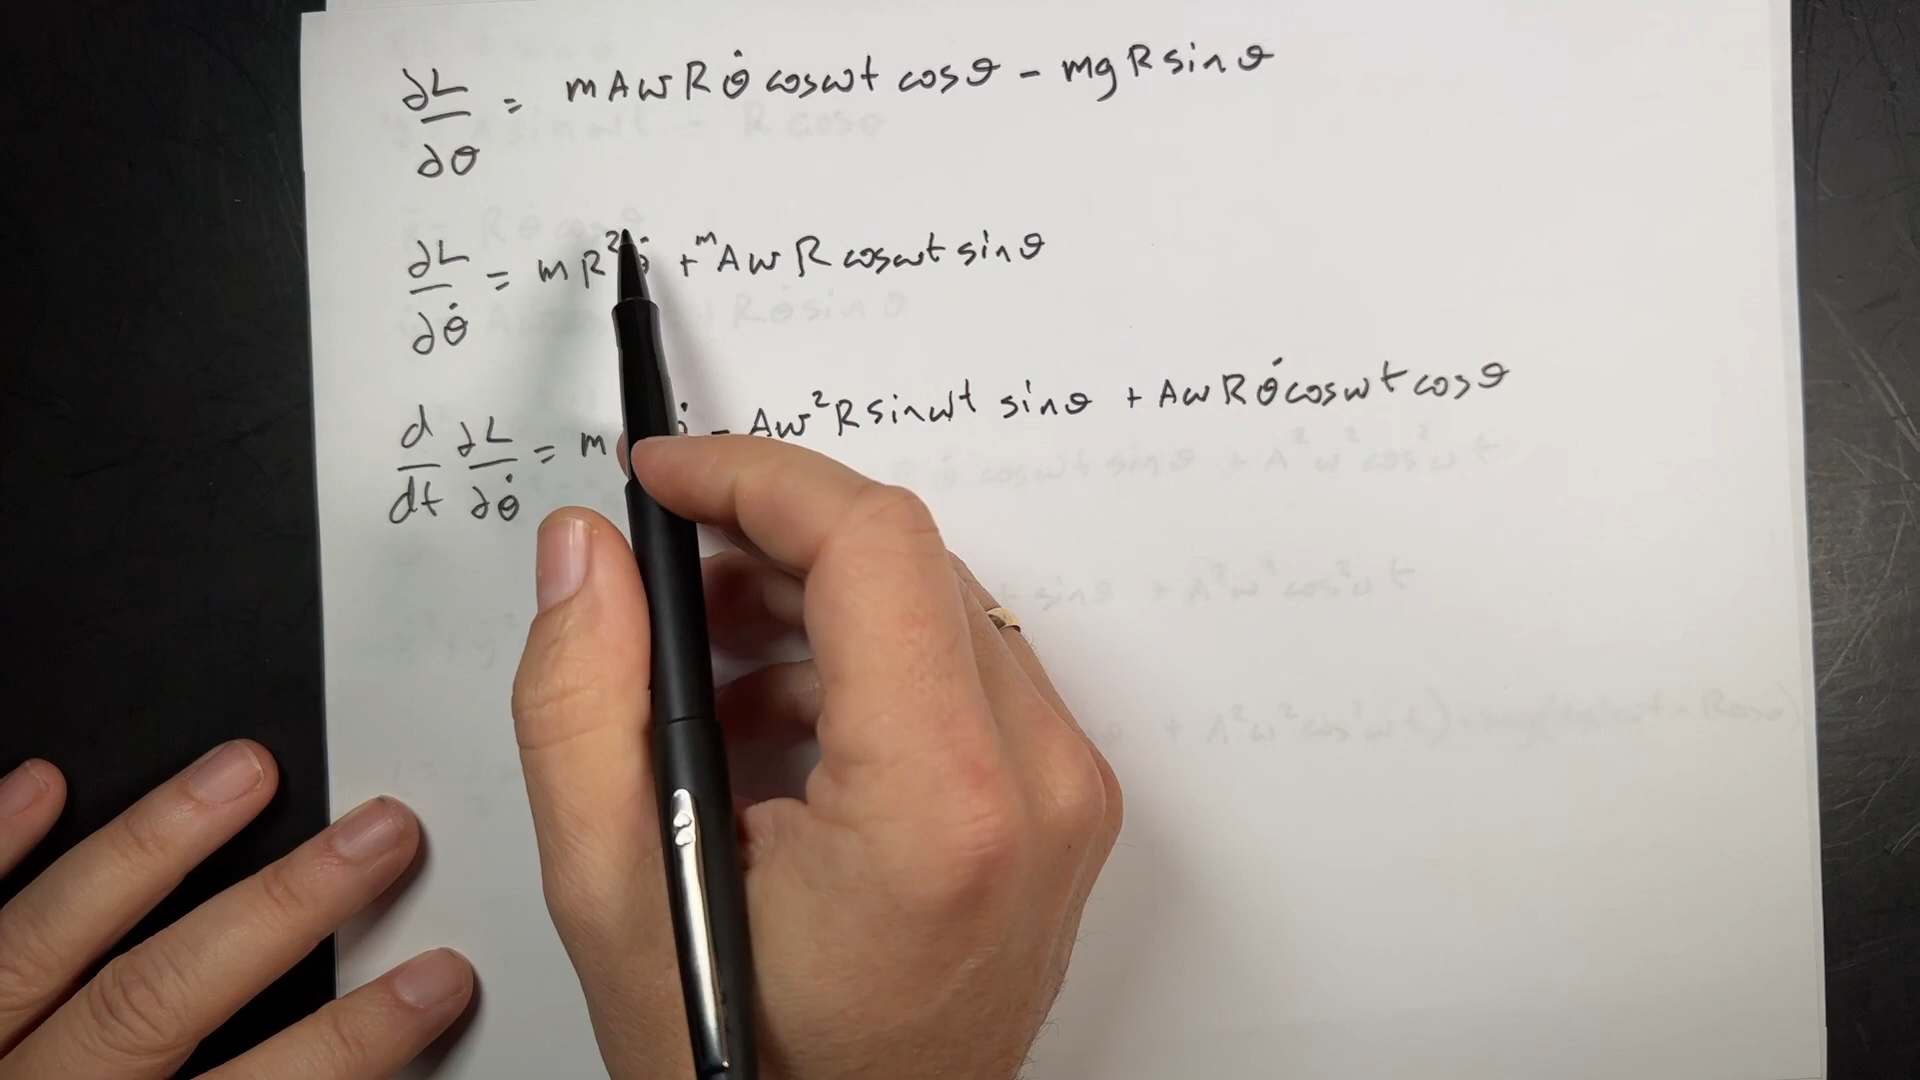 ∂L/∂θ = mAωRθ̇ cosωt cosθ - mgR sinθ
∂L/∂θ̇ = mR²θ̇ + mAωR cosωt sinθ
d/dt ∂L/∂θ̇ = m - Aω²R sinωt sinθ + AωRθ̇ cosωt cosθ